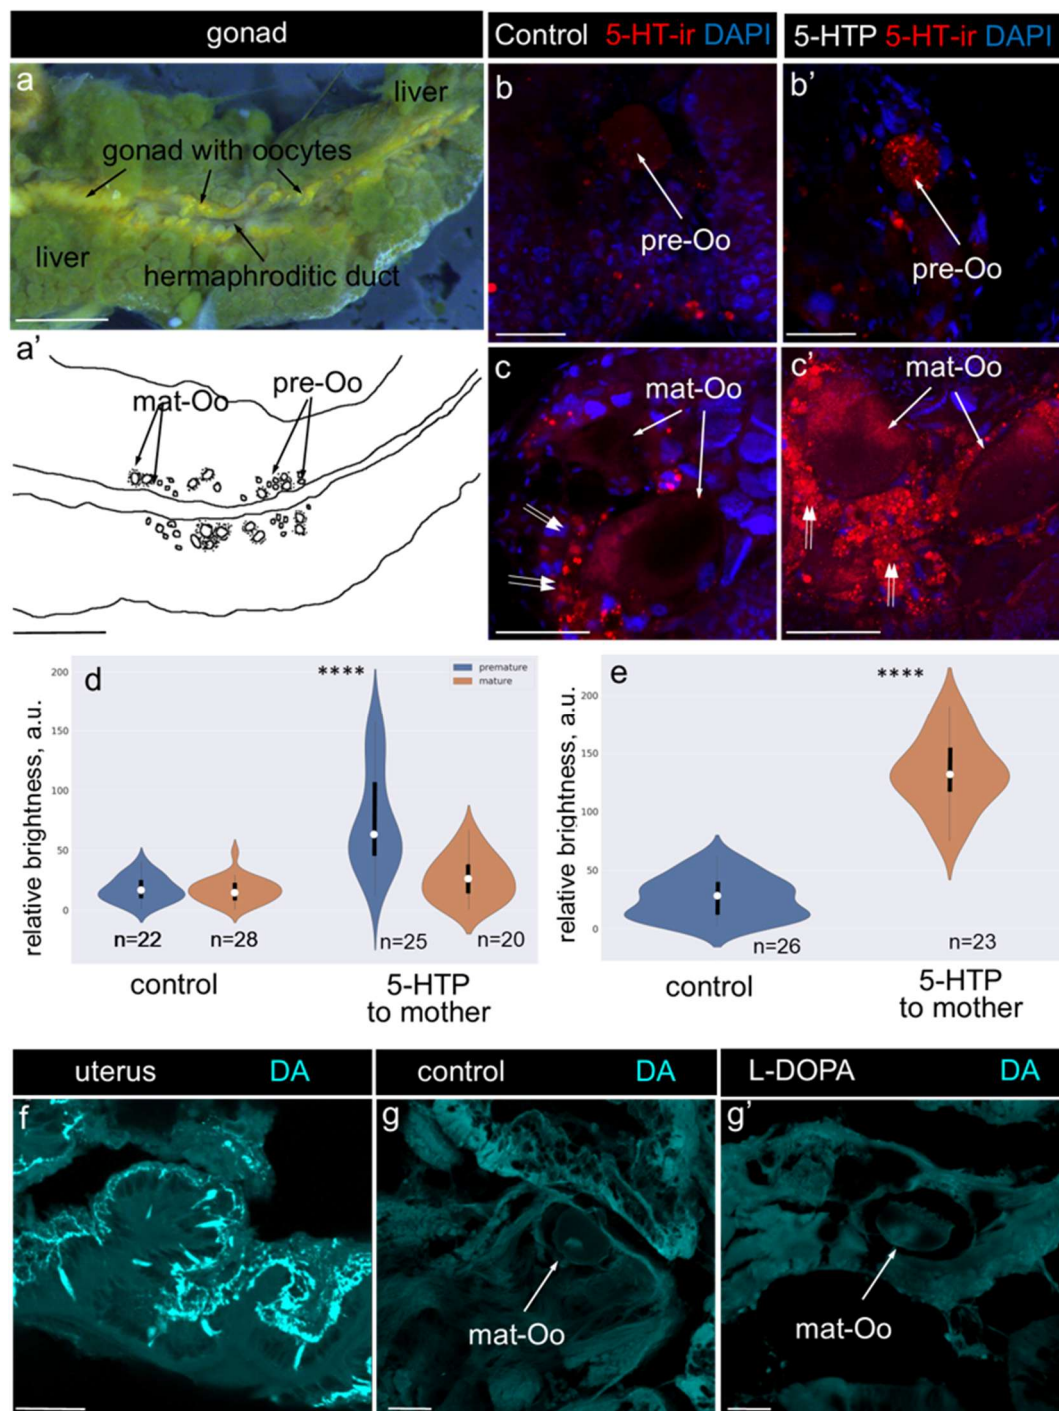 gonad
Control 5-HT-ir DAPI
5-HTP 5-HT-ir DAPI
a
liver
gonad with oocytes
liver
hermaphroditic duct
b
pre-Oo
b'
pre-Oo
a'
mat-Oo
pre-Oo
c
mat-Oo
c'
mat-Oo
d
****
premature
mature
relative brightness, a.u.
200
150
100
50
0
n=22
n=28
n=25
n=20
control
5-HTP
to mother
e
****
relative brightness, a.u.
200
150
100
50
0
n=26
n=23
control
5-HTP
to mother
uterus DA
control DA
L-DOPA DA
f
g
mat-Oo
g'
mat-Oo